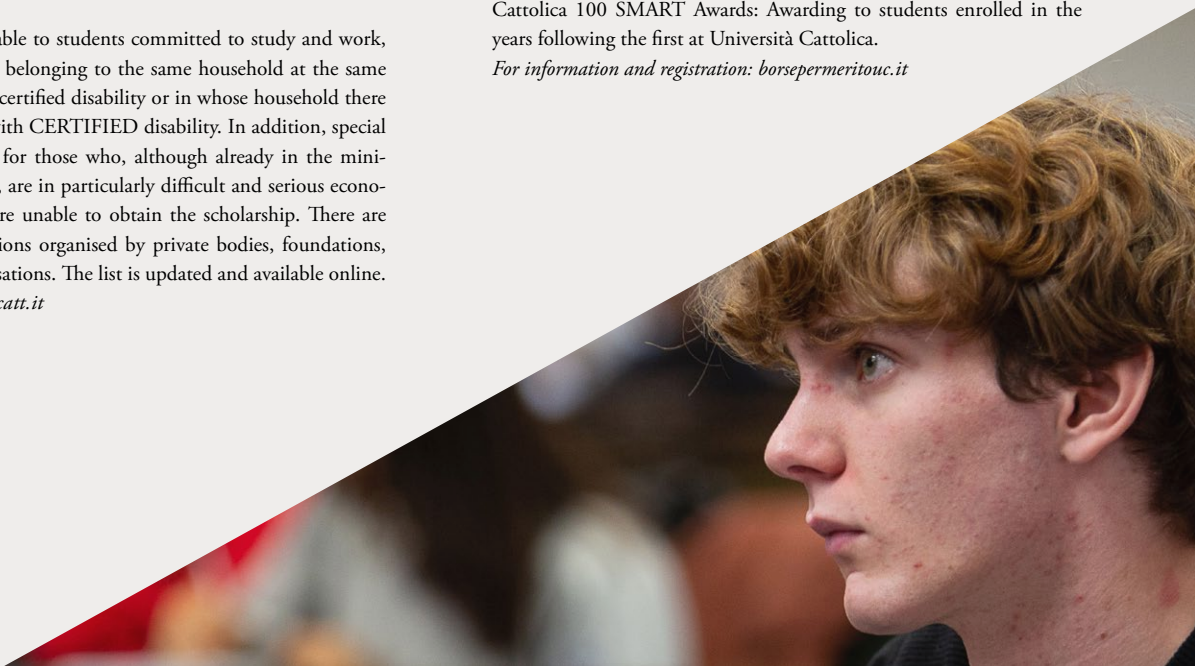 able to students committed to study and work,
belonging to the same household at the same
certified disability or in whose household there
with CERTIFIED disability. In addition, special
for those who, although already in the mini-
, are in particularly difficult and serious econo-
re unable to obtain the scholarship. There are
ions organised by private bodies, foundations,
sations. The list is updated and available online.
catt.it
Cattolica 100 SMART Awards: Awarding to students enrolled in the
years following the first at Università Cattolica.
For information and registration: borsepermeritouc.it